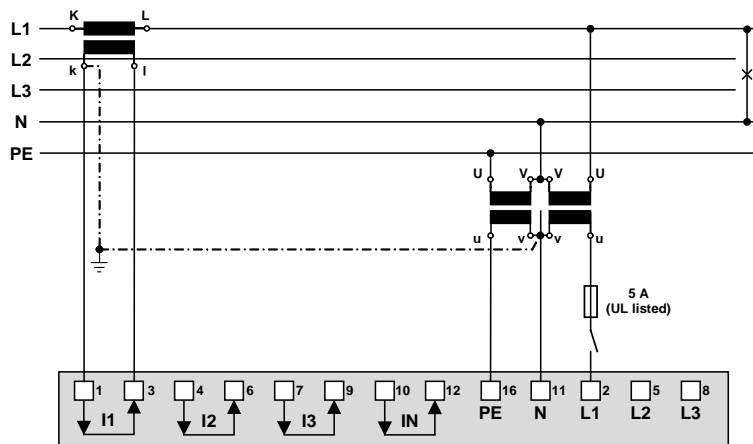 K L
L1
L2
k l
L3
N
PE
U V V U
u v v u
5 A
(UL listed)
1 3 4 6 7 9 10 12 16 11 2 5 8
I1 I2 I3 IN PE N L1 L2 L3